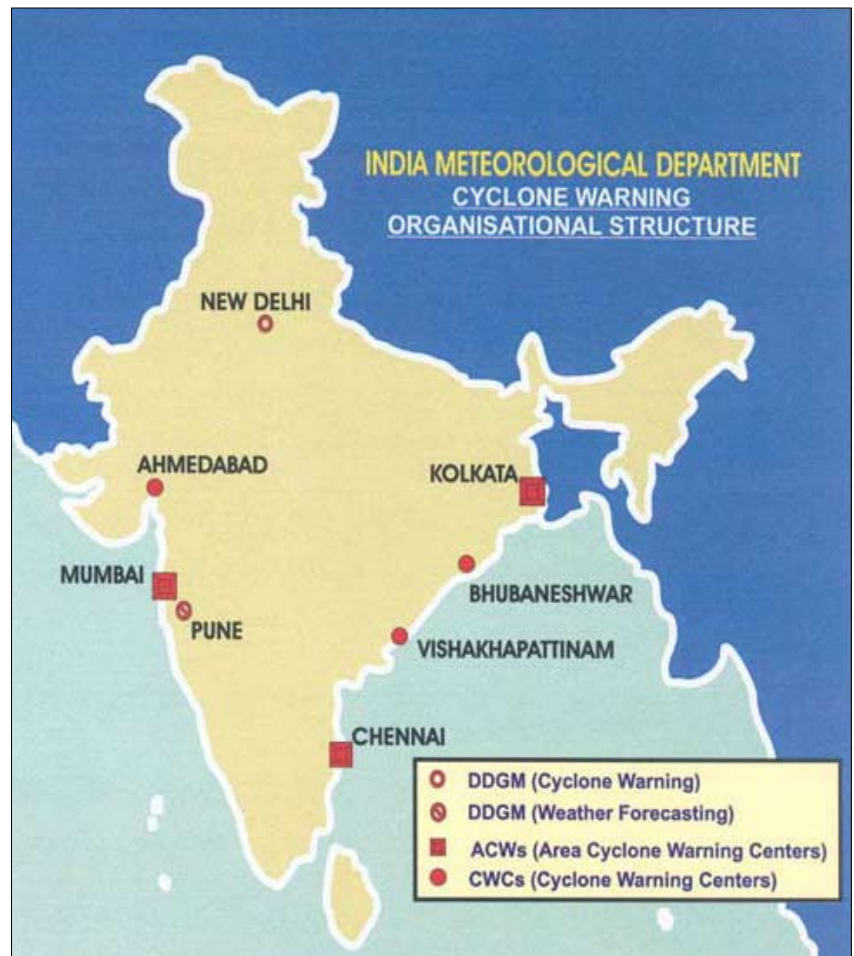 INDIA METEOROLOGICAL DEPARTMENT
CYCLONE WARNING
ORGANISATIONAL STRUCTURE
NEW DELHI
AHMEDABAD
KOLKATA
MUMBAI
BHUBANESHWAR
PUNE
VISHAKHAPATTINAM
CHENNAI
DDGM (Cyclone Warning)
DDGM (Weather Forecasting)
ACWs (Area Cyclone Warning Centers)
CWCs (Cyclone Warning Centers)